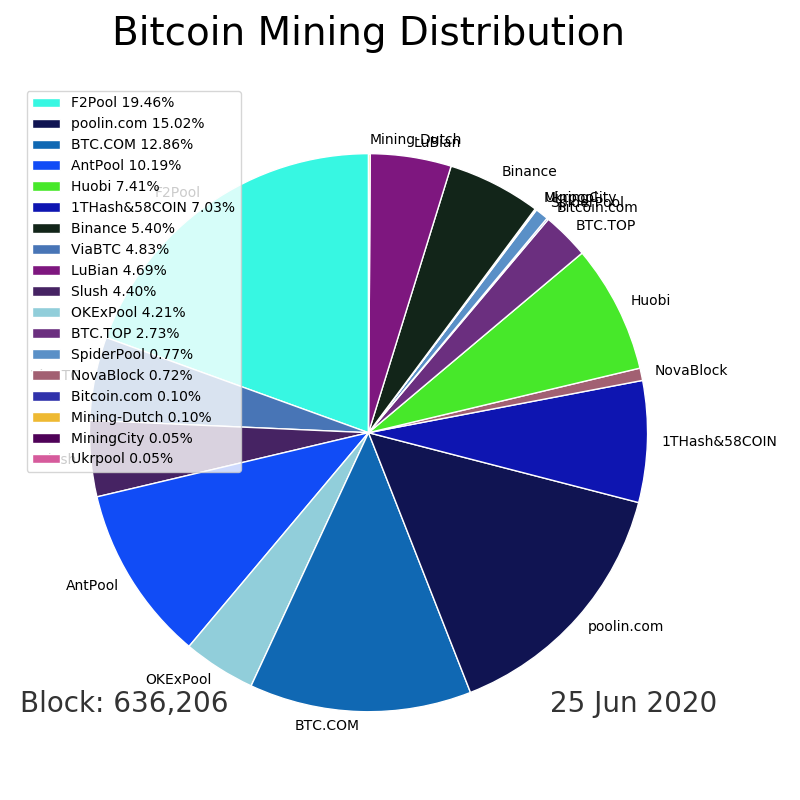 Bitcoin Mining Distribution
F2Pool 19.46%
poolin.com 15.02%
BTC.COM 12.86%
AntPool 10.19%
Huobi 7.41%
1THash&58COIN 7.03%
Binance 5.40%
ViaBTC 4.83%
LuBian 4.69%
Slush 4.40%
OKExPool 4.21%
BTC.TOP 2.73%
SpiderPool 0.77%
NovaBlock 0.72%
Bitcoin.com 0.10%
Mining-Dutch 0.10%
MiningCity 0.05%
Ukrpool 0.05%
Mining-Dutch
LuBian
Binance
MiningCity
SpiderPool
Bitcoin.com
BTC.TOP
F2Pool
Huobi
NovaBlock
1THash&58COIN
AntPool
poolin.com
OKExPool
BTC.COM
Block: 636,206
25 Jun 2020